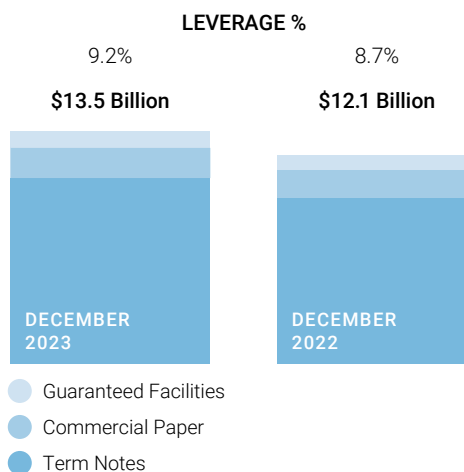 LEVERAGE %
9.2%
8.7%
$13.5 Billion
$12.1 Billion
DECEMBER
2023
DECEMBER
2022
Guaranteed Facilities
Commercial Paper
Term Notes